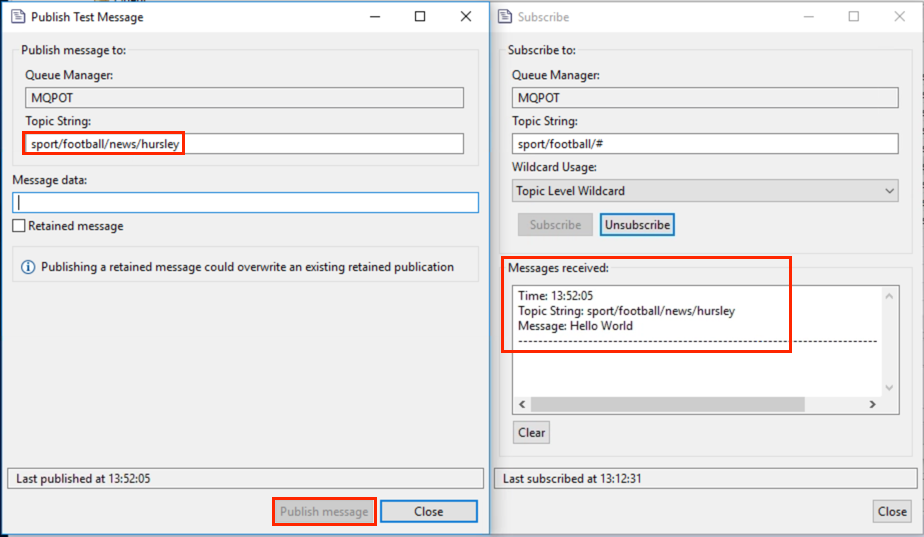 Publish Test Message
Publish message to:
Queue Manager:
MQPOT
Topic String:
sport/football/news/hursley
Message data:
Retained message
Publishing a retained message could overwrite an existing retained publication
Last published at 13:52:05
Publish message
Close
Subscribe
Subscribe to:
Queue Manager:
MQPOT
Topic String:
sport/football/#
Wildcard Usage:
Topic Level Wildcard
Subscribe
Unsubscribe
Messages received:
Time: 13:52:05
Topic String: sport/football/news/hursley
Message: Hello World
------------------------------------------------------------------------
Clear
Last subscribed at 13:12:31
Close